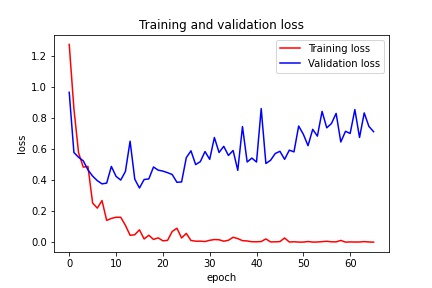 Training and validation loss
Training loss
Validation loss
loss
1.2
1.0
0.8
0.6
0.4
0.2
0.0
0 10 20 30 40 50 60
epoch